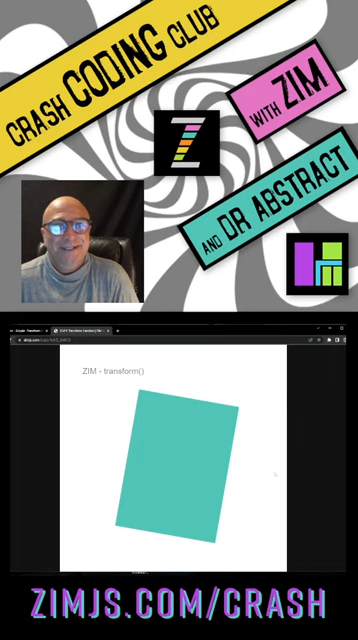 CRASH CODING CLUB
WITH ZIM
Z
AND DR ABSTRACT
ZIM - transform()
ZIMJS.COM/CRASH